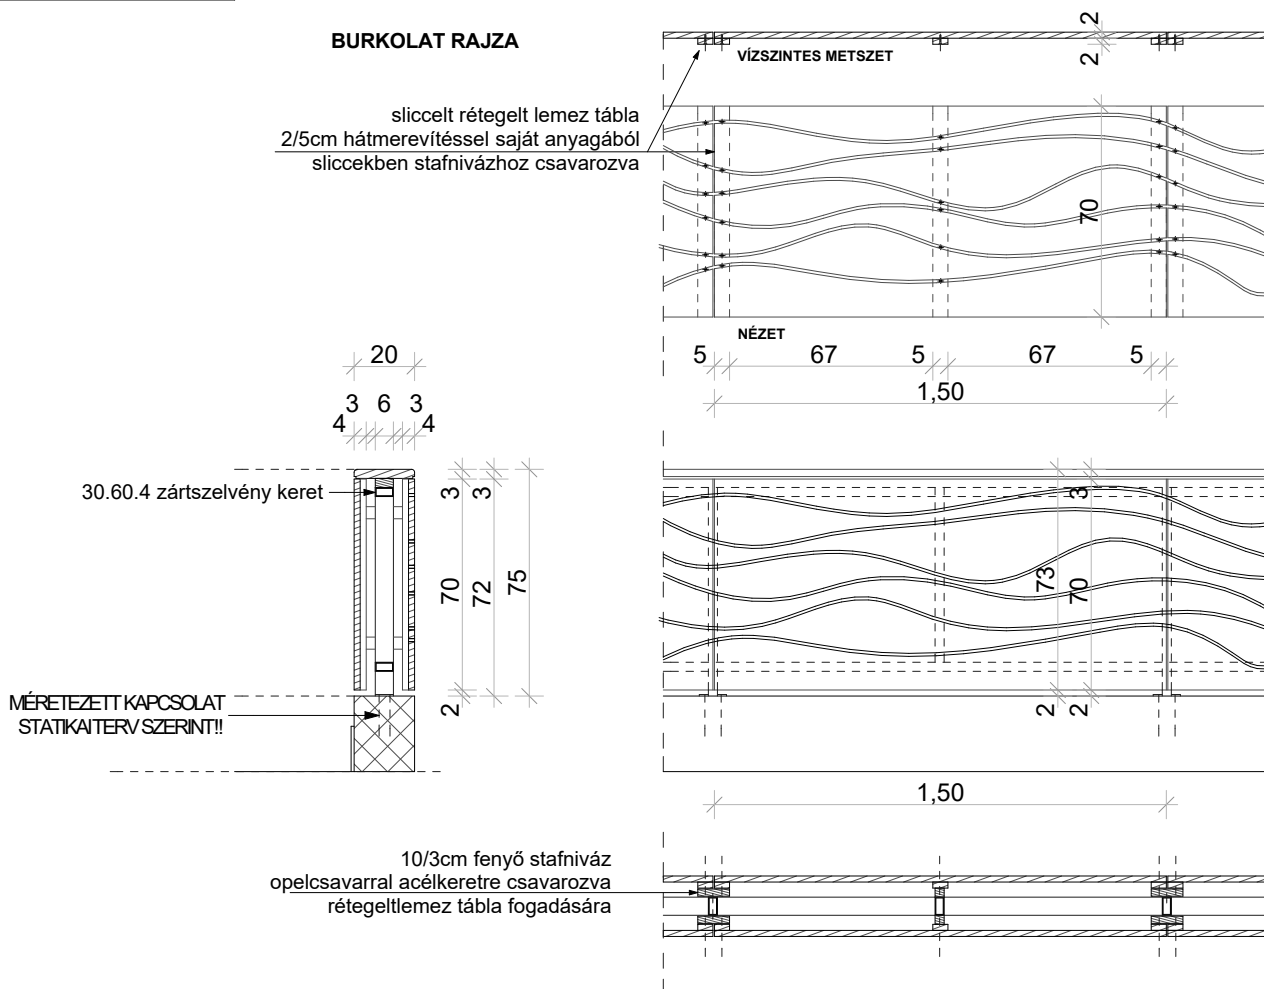 BURKOLAT RAJZA
2
2
VÍZSZINTES METSZET
sliccelt rétegelt lemez tábla
2/5cm hátmerevítéssel saját anyagából
sliccekben stafnivázhoz csavarozva
70
NÉZET
5 67 5 67 5
1,50
20
3 6 3
4 4
30.60.4 zártszelvény keret
3 3
70 72 75
2
3
73 70
2 2
MÉRETEZETT KAPCSOLAT
STATIKAI TERV SZERINT!!
1,50
10/3cm fenyő stafniváz
opelcsavarral acélkeretre csavarozva
rétegeltlemez tábla fogadására